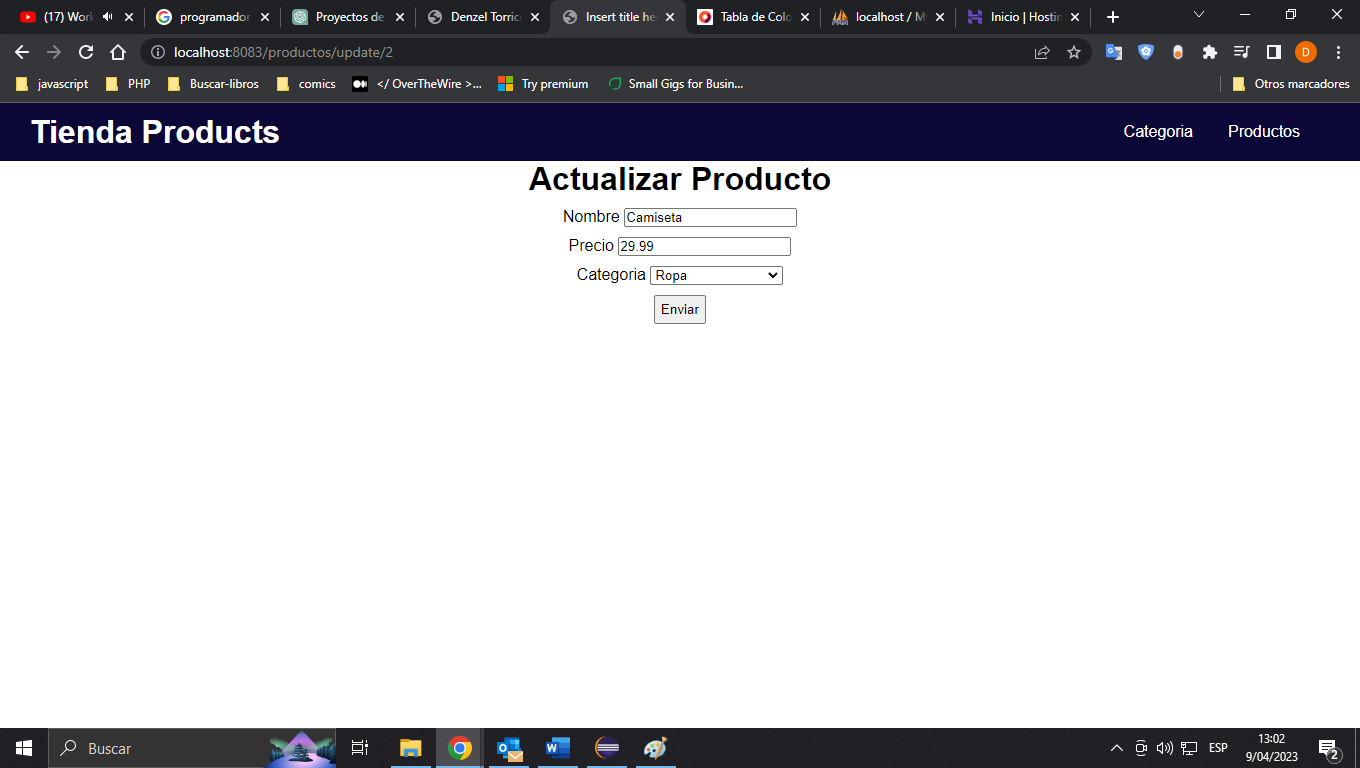 (17) Work
programador
Proyectos de
Denzel Torrico
Insert title he
Tabla de Colo
localhost / M
Inicio | Hostin
localhost:8083/productos/update/2
D
javascript
PHP
Buscar-libros
comics
</ OverTheWire >...
Try premium
Small Gigs for Busin...
Otros marcadores
Tienda Products
Categoria
Productos
Actualizar Producto
Nombre Camiseta
Precio 29.99
Categoria Ropa
Enviar
Buscar
ESP
13:02
9/04/2023
2